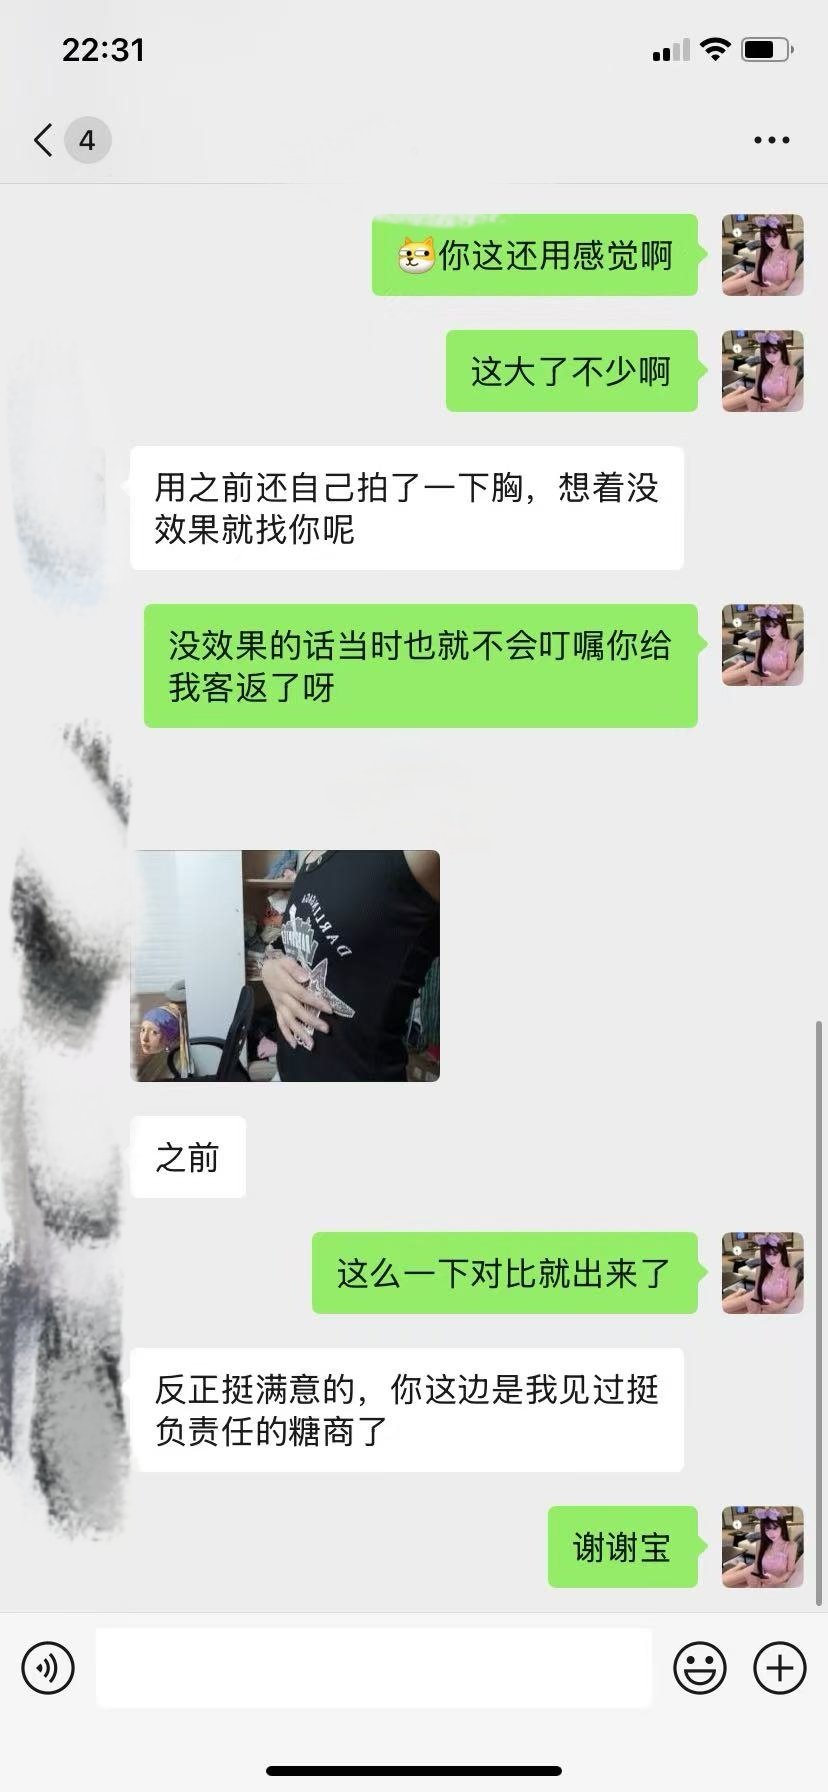 22:31
4
你这还用感觉啊
这大了不少啊
用之前还自己拍了一下胸，想着没
效果就找你呢
没效果的话当时也就不会叮嘱你给
我客返了呀
DARLINGA
之前
这么一下对比就出来了
反正挺满意的，你这边是我见过挺
负责任的糖商了
谢谢宝